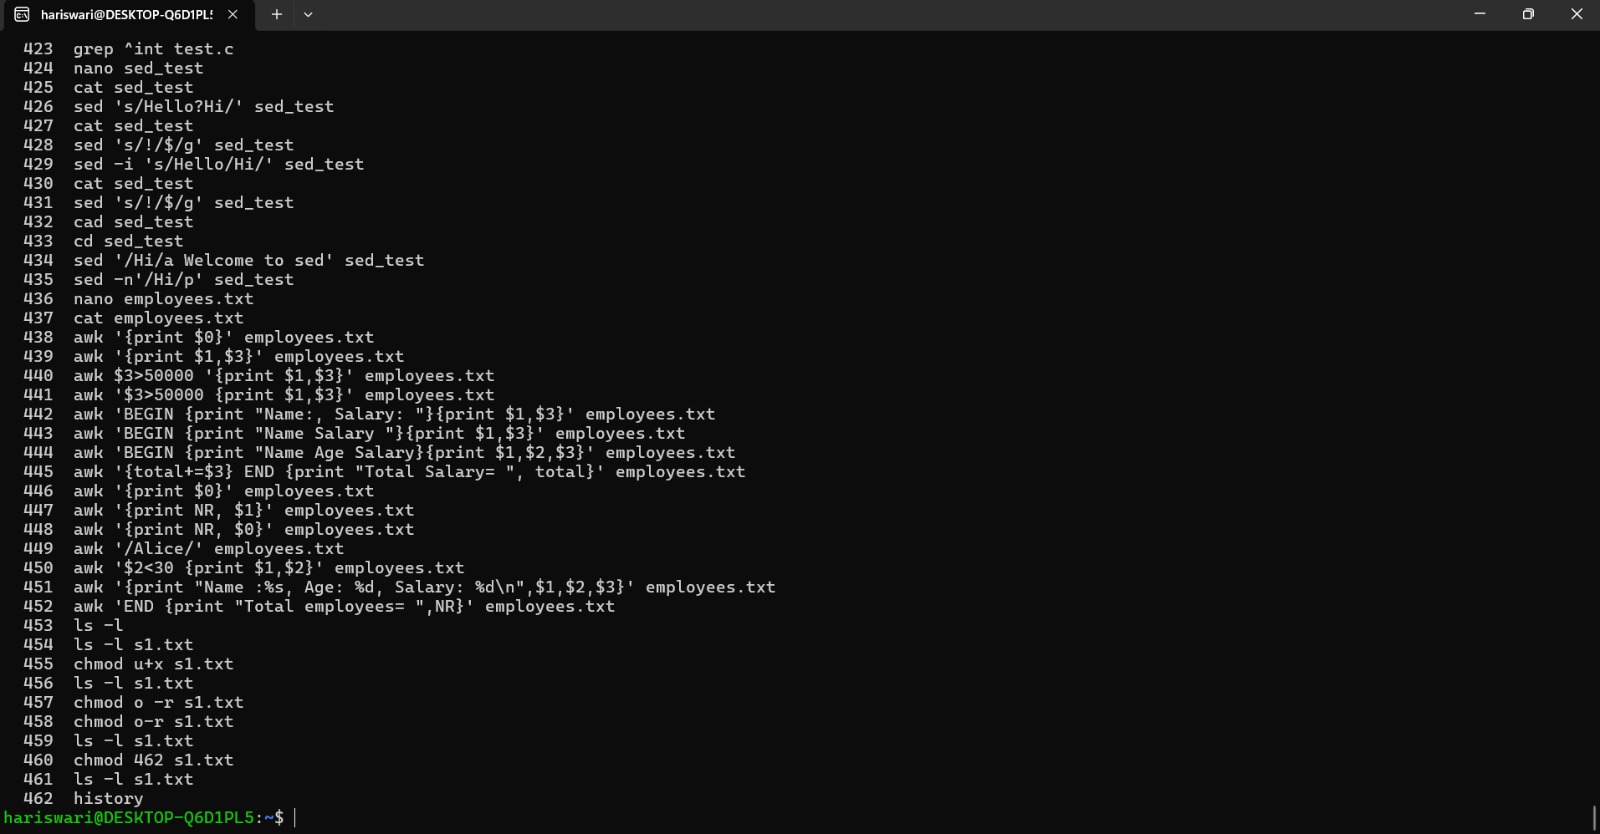 hariswari@DESKTOP-Q6D1PL5
423 grep ^int test.c
424 nano sed_test
425 cat sed_test
426 sed 's/Hello?Hi/' sed_test
427 cat sed_test
428 sed 's/!/$/g' sed_test
429 sed -i 's/Hello/Hi/' sed_test
430 cat sed_test
431 sed 's/!/$/g' sed_test
432 cad sed_test
433 cd sed_test
434 sed '/Hi/a Welcome to sed' sed_test
435 sed -n'/Hi/p' sed_test
436 nano employees.txt
437 cat employees.txt
438 awk '{print $0}' employees.txt
439 awk '{print $1,$3}' employees.txt
440 awk $3>50000 '{print $1,$3}' employees.txt
441 awk '$3>50000 {print $1,$3}' employees.txt
442 awk 'BEGIN {print "Name:, Salary: "}{print $1,$3}' employees.txt
443 awk 'BEGIN {print "Name Salary "}{print $1,$3}' employees.txt
444 awk 'BEGIN {print "Name Age Salary}{print $1,$2,$3}' employees.txt
445 awk '{total+=$3} END {print "Total Salary= ", total}' employees.txt
446 awk '{print $0}' employees.txt
447 awk '{print NR, $1}' employees.txt
448 awk '{print NR, $0}' employees.txt
449 awk '/Alice/' employees.txt
450 awk '$2<30 {print $1,$2}' employees.txt
451 awk '{print "Name :%s, Age: %d, Salary: %d\n",$1,$2,$3}' employees.txt
452 awk 'END {print "Total employees= ",NR}' employees.txt
453 ls -l
454 ls -l s1.txt
455 chmod u+x s1.txt
456 ls -l s1.txt
457 chmod o -r s1.txt
458 chmod o-r s1.txt
459 ls -l s1.txt
460 chmod 462 s1.txt
461 ls -l s1.txt
462 history
hariswari@DESKTOP-Q6D1PL5:~$